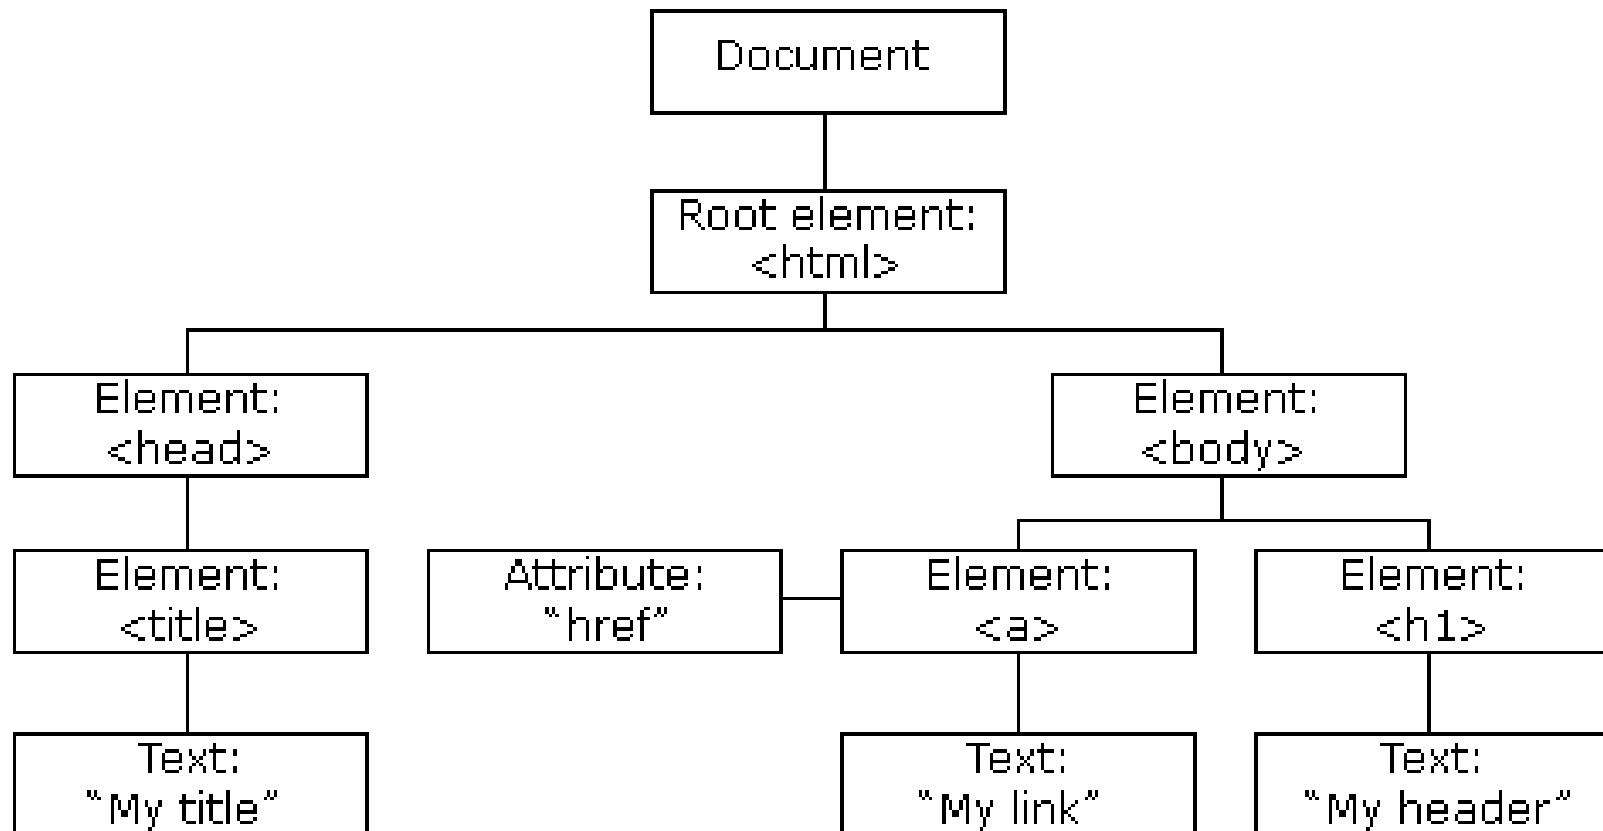 Document
Root element:
<html>
Element:
<head>
Element:
<body>
Element:
<title>
Attribute:
“href”
Element:
<a>
Element:
<h1>
Text:
“My title”
Text:
“My link”
Text:
“My header”